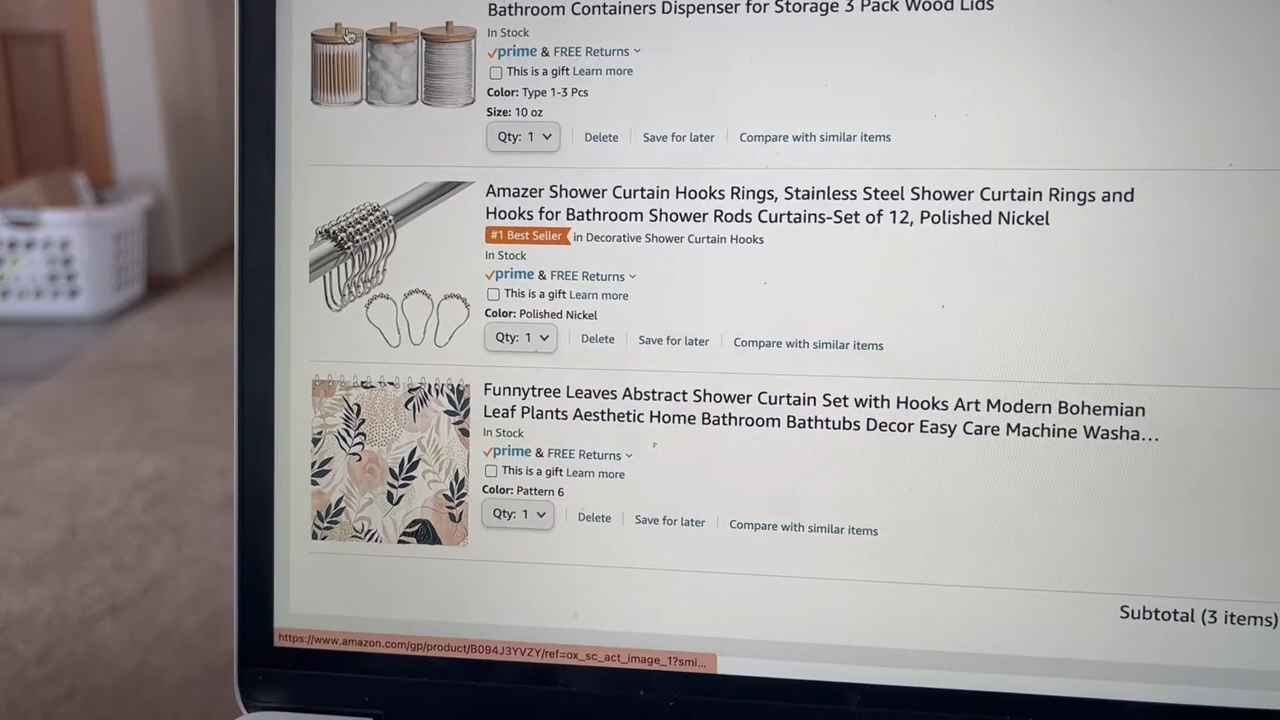 Bathroom Containers Dispenser for Storage 3 Pack Wood Lids
In Stock
prime & FREE Returns
This is a gift Learn more
Color: Type 1-3 Pcs
Size: 10 oz
Qty: 1 Delete Save for later Compare with similar items
Amazer Shower Curtain Hooks Rings, Stainless Steel Shower Curtain Rings and
Hooks for Bathroom Shower Rods Curtains-Set of 12, Polished Nickel
#1 Best Seller in Decorative Shower Curtain Hooks
In Stock
prime & FREE Returns
This is a gift Learn more
Color: Polished Nickel
Qty: 1 Delete Save for later Compare with similar items
Funnytree Leaves Abstract Shower Curtain Set with Hooks Art Modern Bohemian
Leaf Plants Aesthetic Home Bathroom Bathtubs Decor Easy Care Machine Washa...
In Stock
prime & FREE Returns
This is a gift Learn more
Color: Pattern 6
Qty: 1 Delete Save for later Compare with similar items
Subtotal (3 items)
https://www.amazon.com/gp/product/B094J3YVZY/ref=ox_sc_act_image_1?smi...